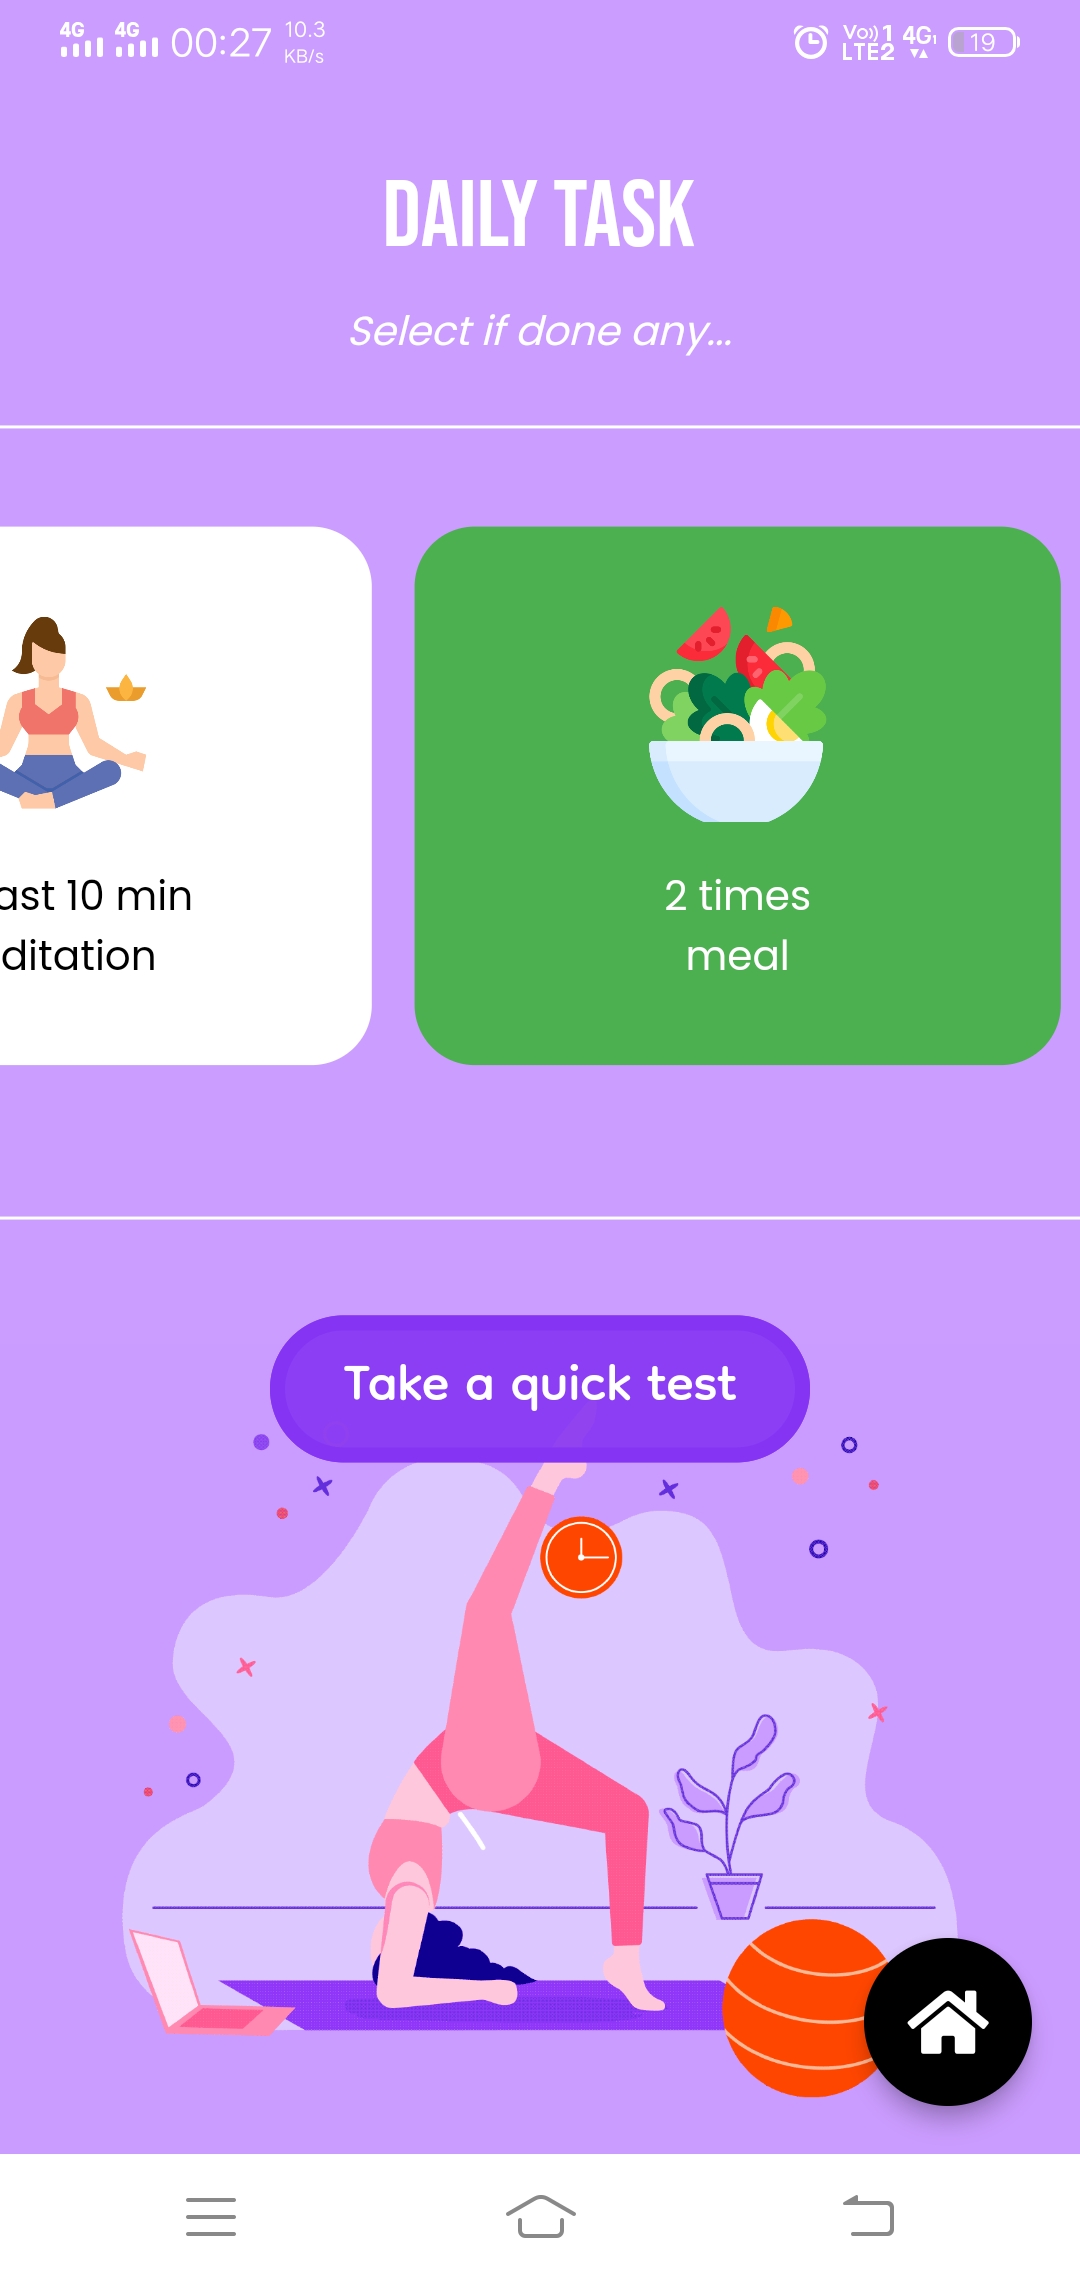 4G 4G 00:27 10.3 KB/s Vo)) 1 LTE2 4G1 19
DAILY TASK
Select if done any...
ast 10 min
ditation
2 times
meal
Take a quick test